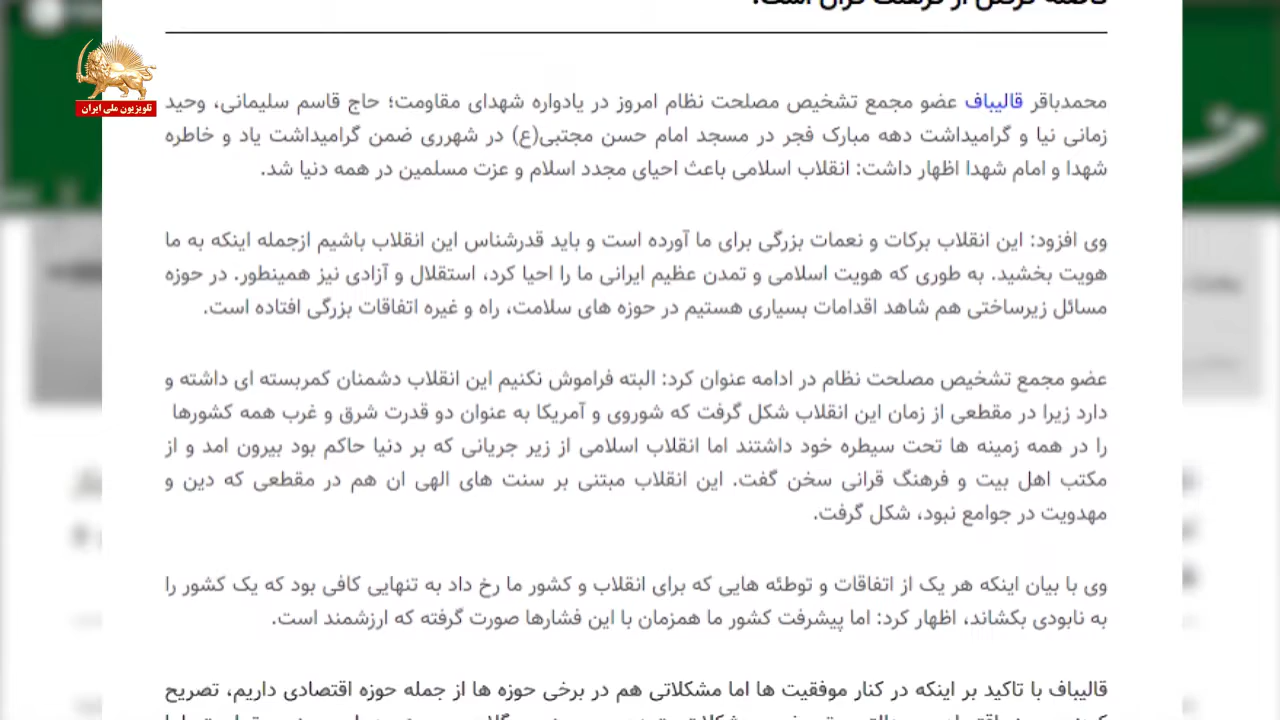 فاصله گرفتن از فرهنگ قرآن است.
تلویزیون ملی ایران
محمدباقر قالیباف عضو مجمع تشخیص مصلحت نظام امروز در یادواره شهدای مقاومت؛ حاج قاسم سلیمانی، وحید
زمانی نیا و گرامیداشت دهه مبارک فجر در مسجد امام حسن مجتبی(ع) در شهرری ضمن گرامیداشت یاد و خاطره
شهدا و امام شهدا اظهار داشت: انقلاب اسلامی باعث احیای مجدد اسلام و عزت مسلمین در همه دنیا شد.
وی افزود: این انقلاب برکات و نعمات بزرگی برای ما آورده است و باید قدرشناس این انقلاب باشیم ازجمله اینکه به ما
هویت بخشید. به طوری که هویت اسلامی و تمدن عظیم ایرانی ما را احیا کرد، استقلال و آزادی نیز همینطور. در حوزه
مسائل زیرساختی هم شاهد اقدامات بسیاری هستیم در حوزه های سلامت، راه و غیره اتفاقات بزرگی افتاده است.
عضو مجمع تشخیص مصلحت نظام در ادامه عنوان کرد: البته فراموش نکنیم این انقلاب دشمنان کمربسته ای داشته و
دارد زیرا در مقطعی از زمان این انقلاب شکل گرفت که شوروی و آمریکا به عنوان دو قدرت شرق و غرب همه کشورها
را در همه زمینه ها تحت سیطره خود داشتند اما انقلاب اسلامی از زیر جریانی که بر دنیا حاکم بود بیرون امد و از
مکتب اهل بیت و فرهنگ قرانی سخن گفت. این انقلاب مبتنی بر سنت های الهی ان هم در مقطعی که دین و
مهدویت در جوامع نبود، شکل گرفت.
وی با بیان اینکه هر یک از اتفاقات و توطئه هایی که برای انقلاب و کشور ما رخ داد به تنهایی کافی بود که یک کشور را
به نابودی بکشاند، اظهار کرد: اما پیشرفت کشور ما همزمان با این فشارها صورت گرفته که ارزشمند است.
قالیباف با تاکید بر اینکه در کنار موفقیت ها اما مشکلاتی هم در برخی حوزه ها از جمله حوزه اقتصادی داریم، تصریح